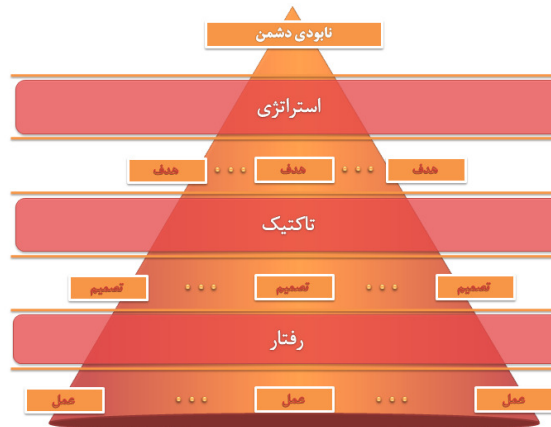 نابودی دشمن
استراتژی
هدف ... هدف ... هدف
تاکتیک
تصمیم ... تصمیم ... تصمیم
رفتار
عمل ... عمل ... عمل